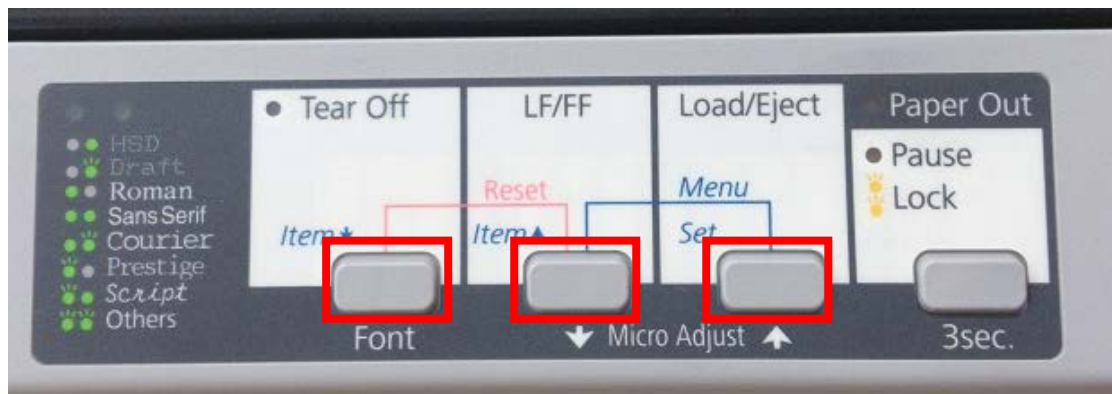 HSD
Draft
Roman
Sans Serif
Courier
Prestige
Script
Others
Tear Off
Item
Font
LF/FF
Reset
Item
Load/Eject
Menu
Set
Micro Adjust
Paper Out
Pause
Lock
3sec.